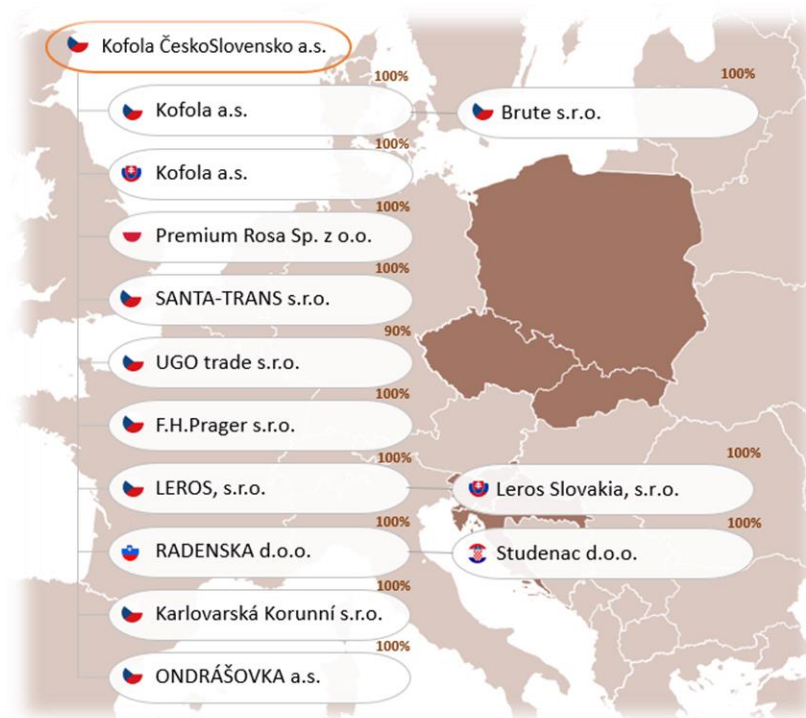 Kofola ČeskoSlovensko a.s.
100%
Kofola a.s.
100%
Brute s.r.o.
100%
Kofola a.s.
100%
Premium Rosa Sp. z o.o.
100%
SANTA-TRANS s.r.o.
90%
UGO trade s.r.o.
100%
F.H.Prager s.r.o.
100%
LEROS, s.r.o.
100%
Leros Slovakia, s.r.o.
100%
RADENSKA d.o.o.
100%
Studenac d.o.o.
100%
Karlovarská Korunní s.r.o.
100%
ONDRÁŠOVKA a.s.